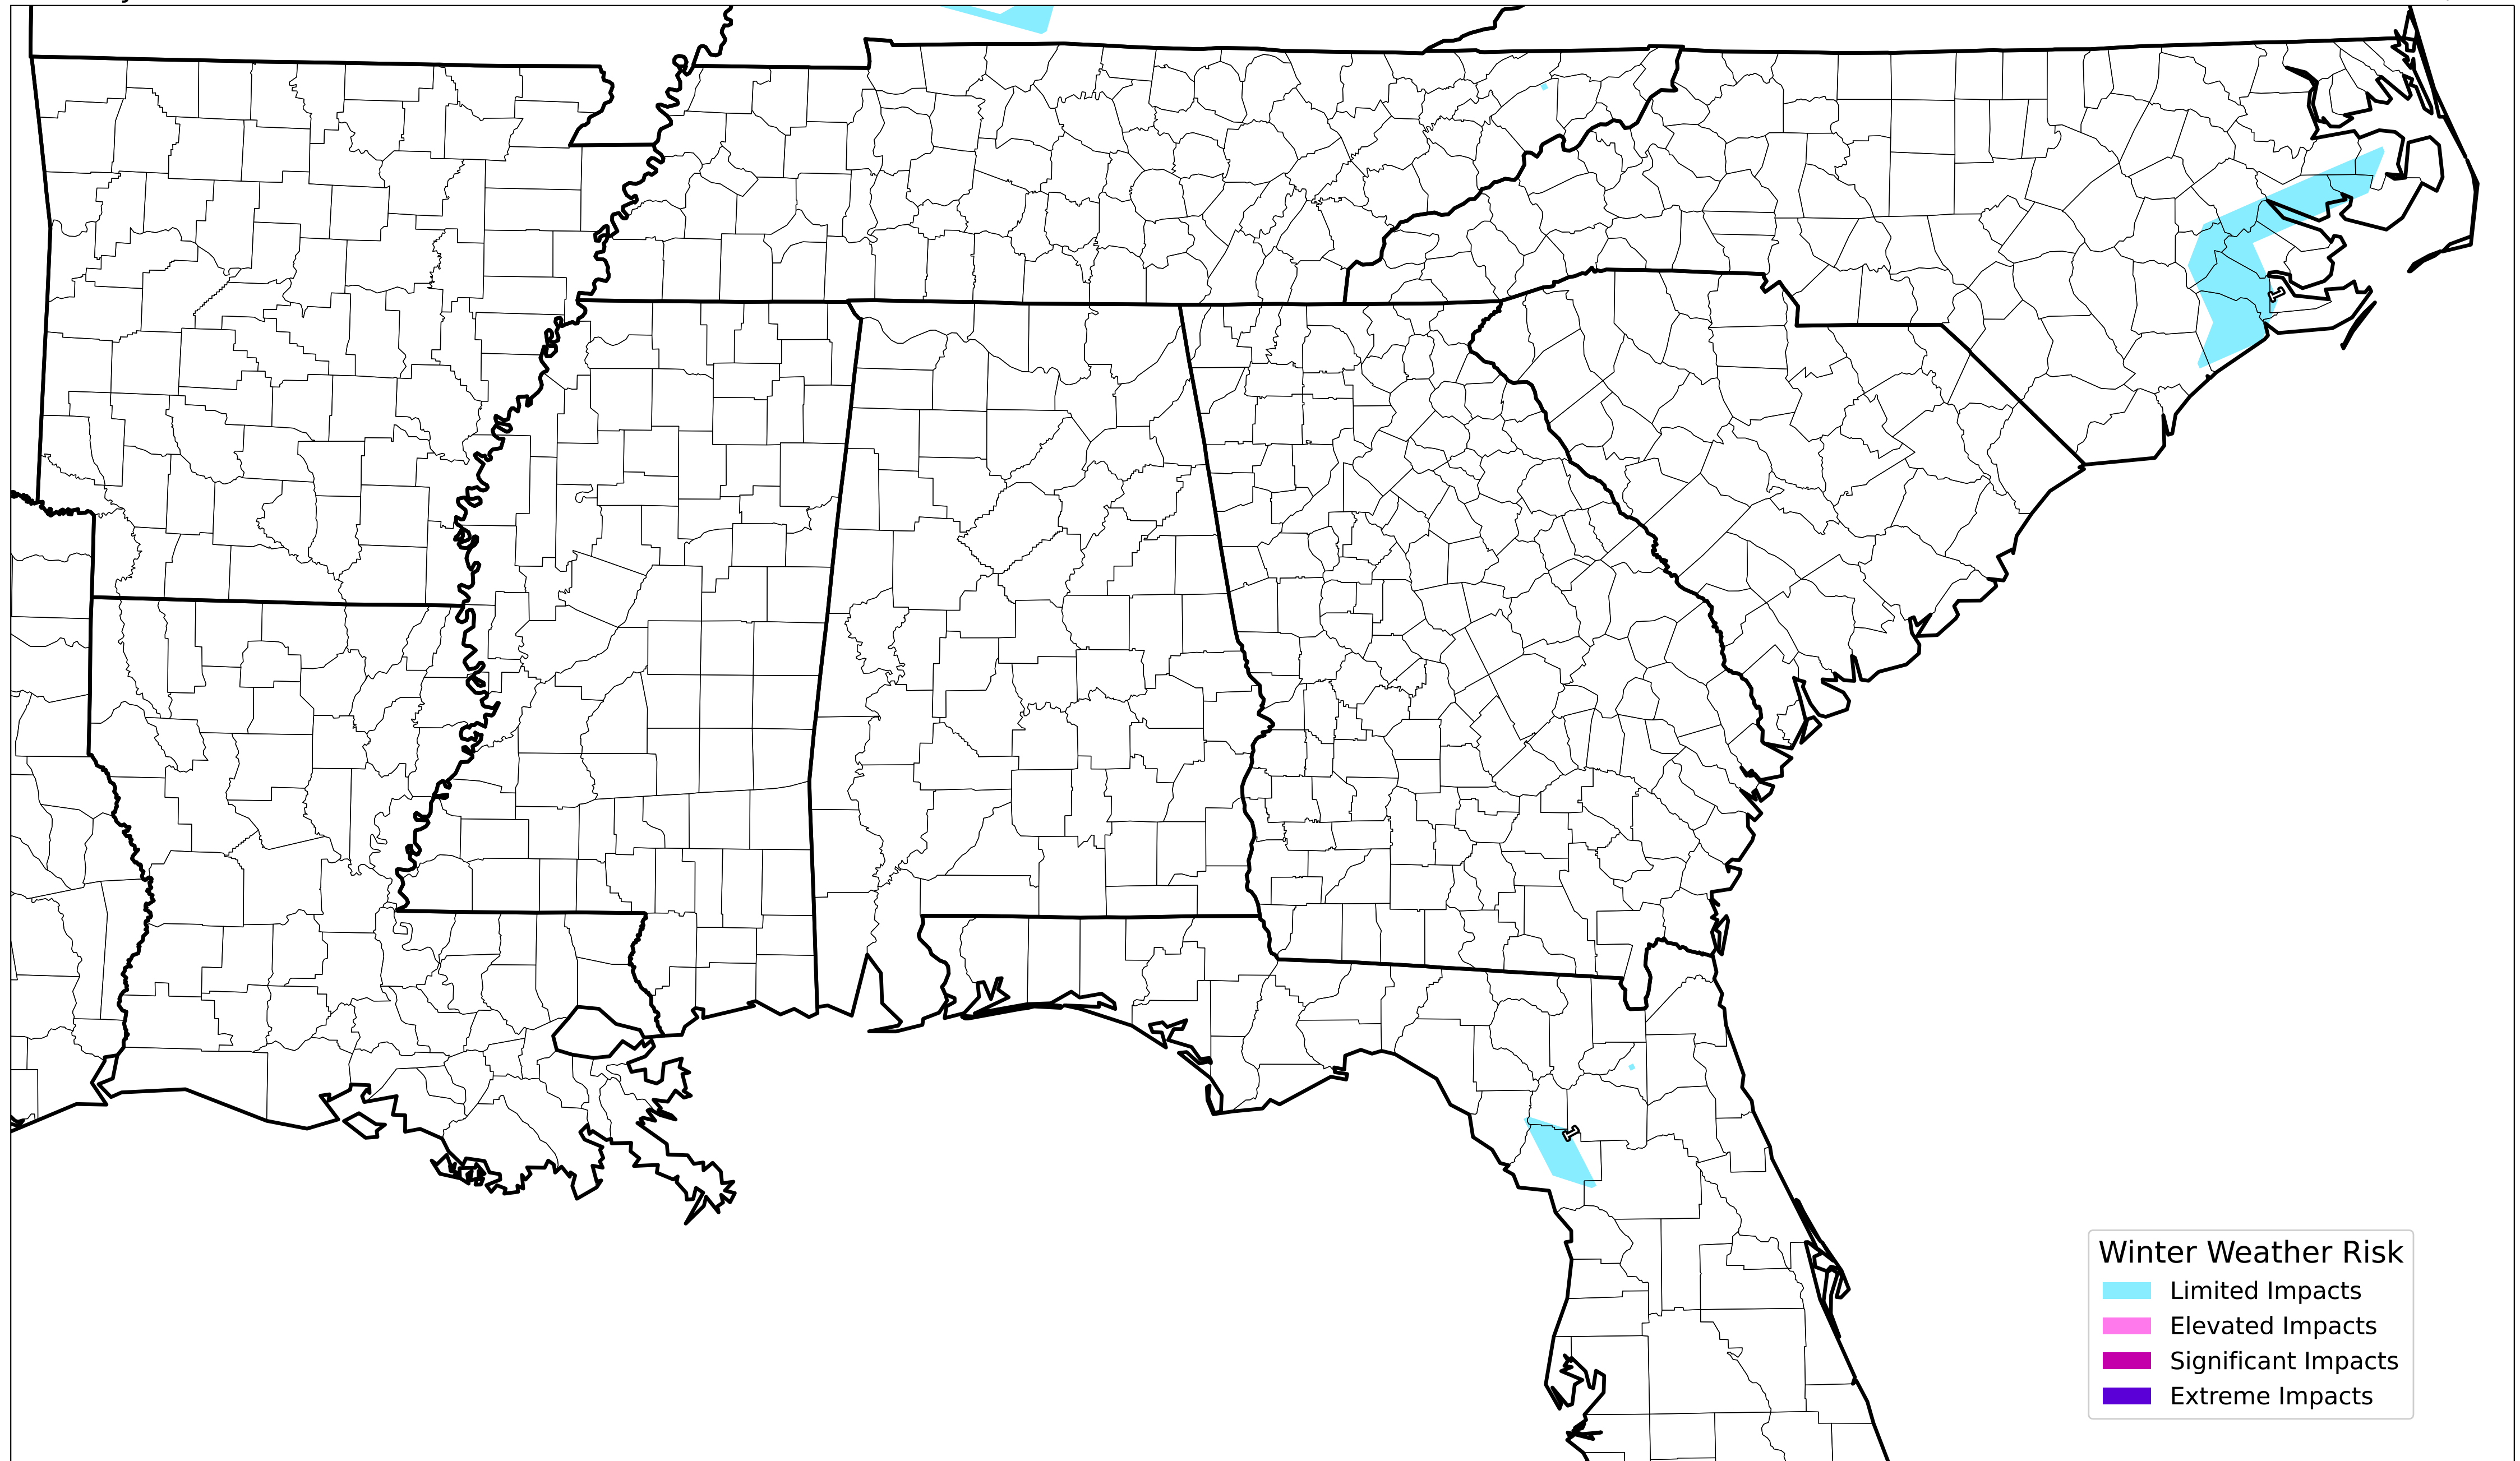 Winter Weather Risk
Limited Impacts
Elevated Impacts
Significant Impacts
Extreme Impacts
I
I